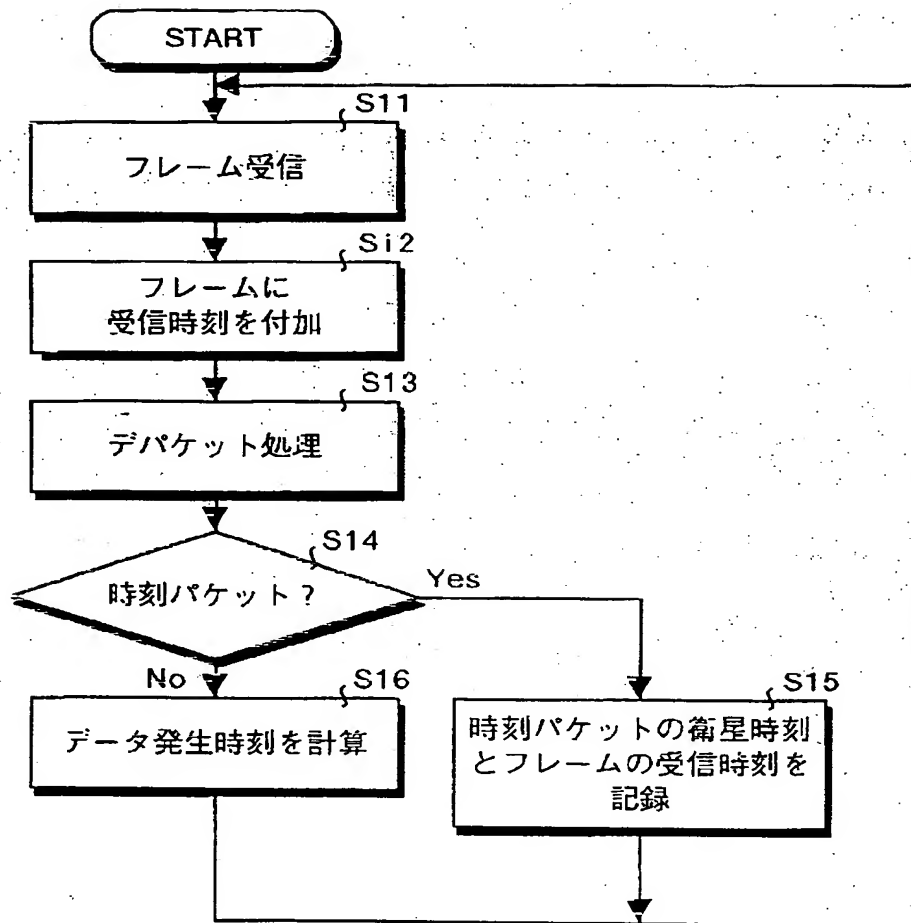 START
S11
フレーム受信
Si2
フレームに
受信時刻を付加
S13
デパケット処理
S14
時刻パケット?
Yes
No
S16
データ発生時刻を計算
S15
時刻パケットの衛星時刻
とフレームの受信時刻を
記録